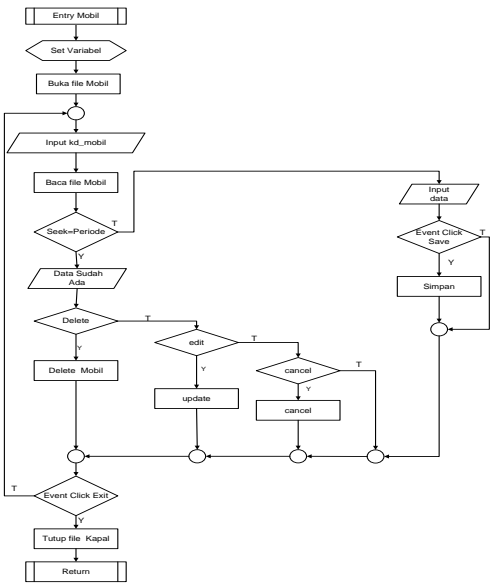 Entry Mobil
Set Variabel
Buka file Mobil
Input kd_mobil
Baca file Mobil
Seek=Periode
T
Y
Input
data
Event Click
Save
T
Y
Simpan
Data Sudah
Ada
Delete
T
Y
edit
T
Y
cancel
T
Y
Delete Mobil
update
cancel
Event Click Exit
T
Y
Tutup file Kapal
Return